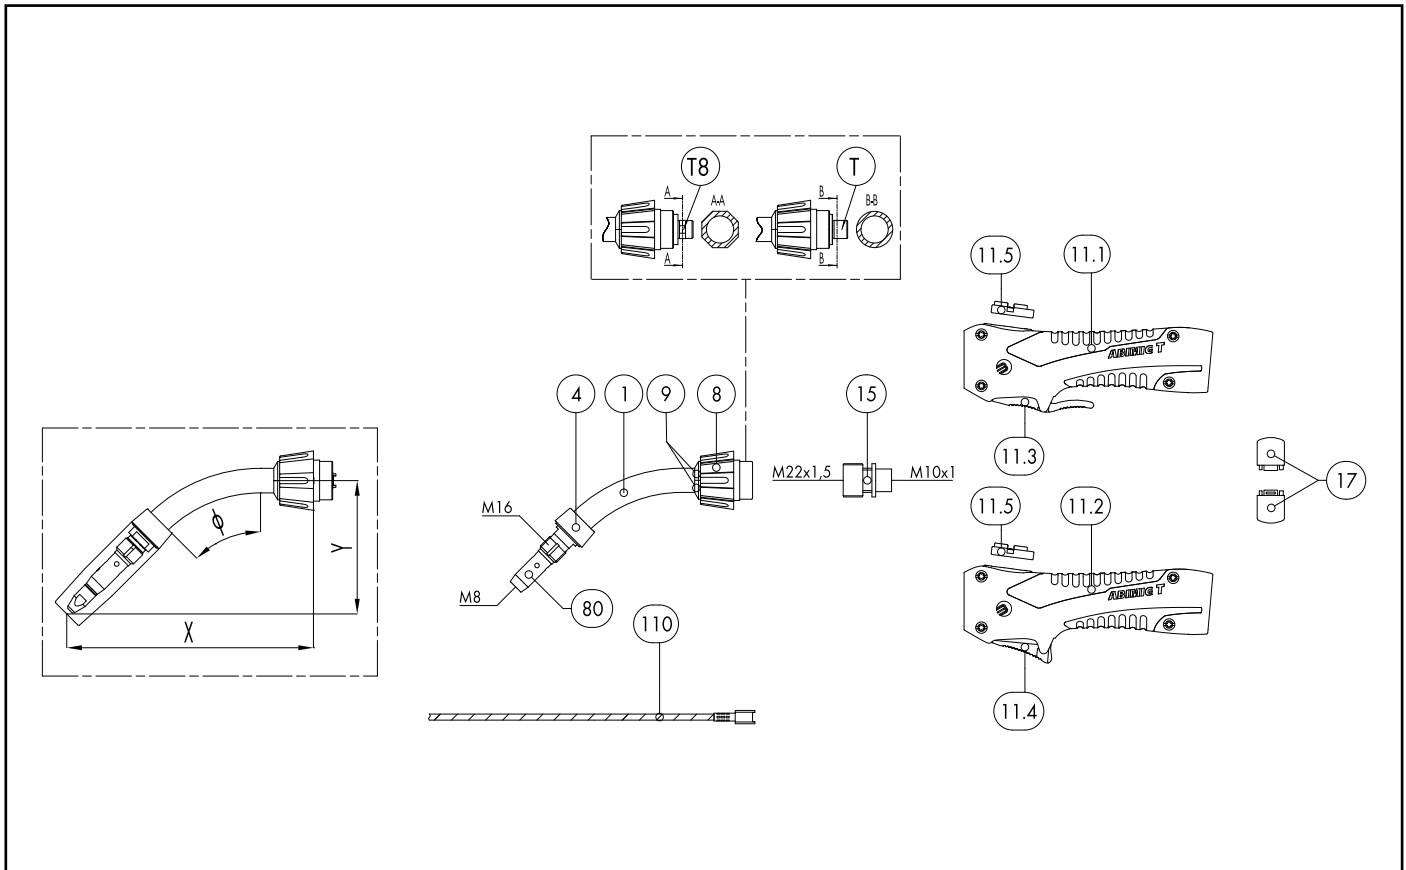 T8 T
A A-A B B-B
A B
11.5 11.1
ABIMIG T
4 1 9 8 15
11.3
M22x1,5 M10x1
17
M16
11.5 11.2
ϕ
Y
ABIMIG T
M8
80
110
X
11.4